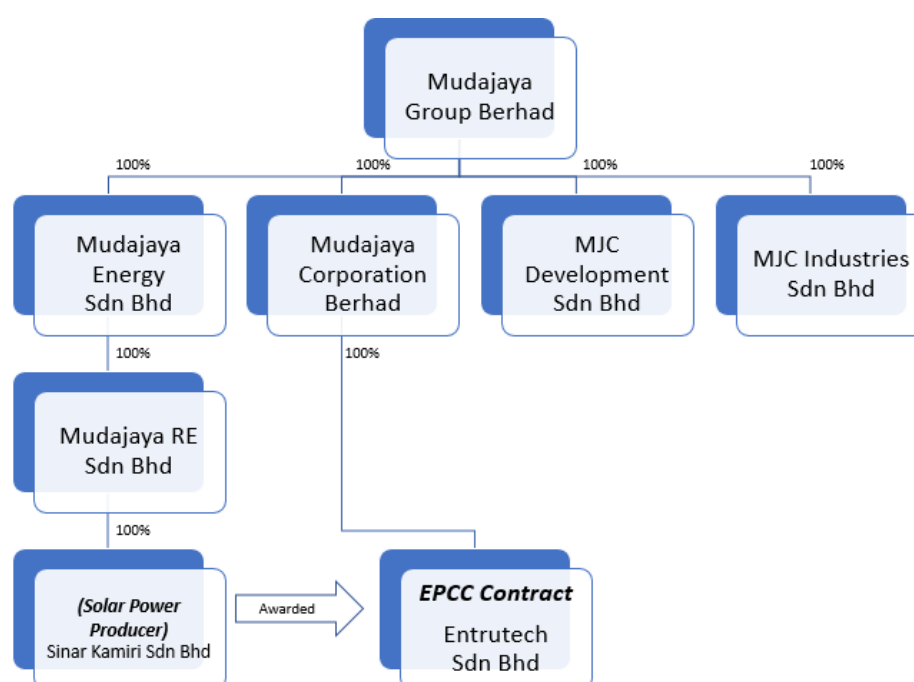 Mudajaya
Group Berhad
100%
100%
100%
100%
Mudajaya
Energy
Sdn Bhd
Mudajaya
Corporation
Berhad
MJC
Development
Sdn Bhd
MJC Industries
Sdn Bhd
100%
100%
Mudajaya RE
Sdn Bhd
100%
(Solar Power
Producer)
Sinar Kamiri Sdn Bhd
Awarded
EPCC Contract
Entrutech
Sdn Bhd